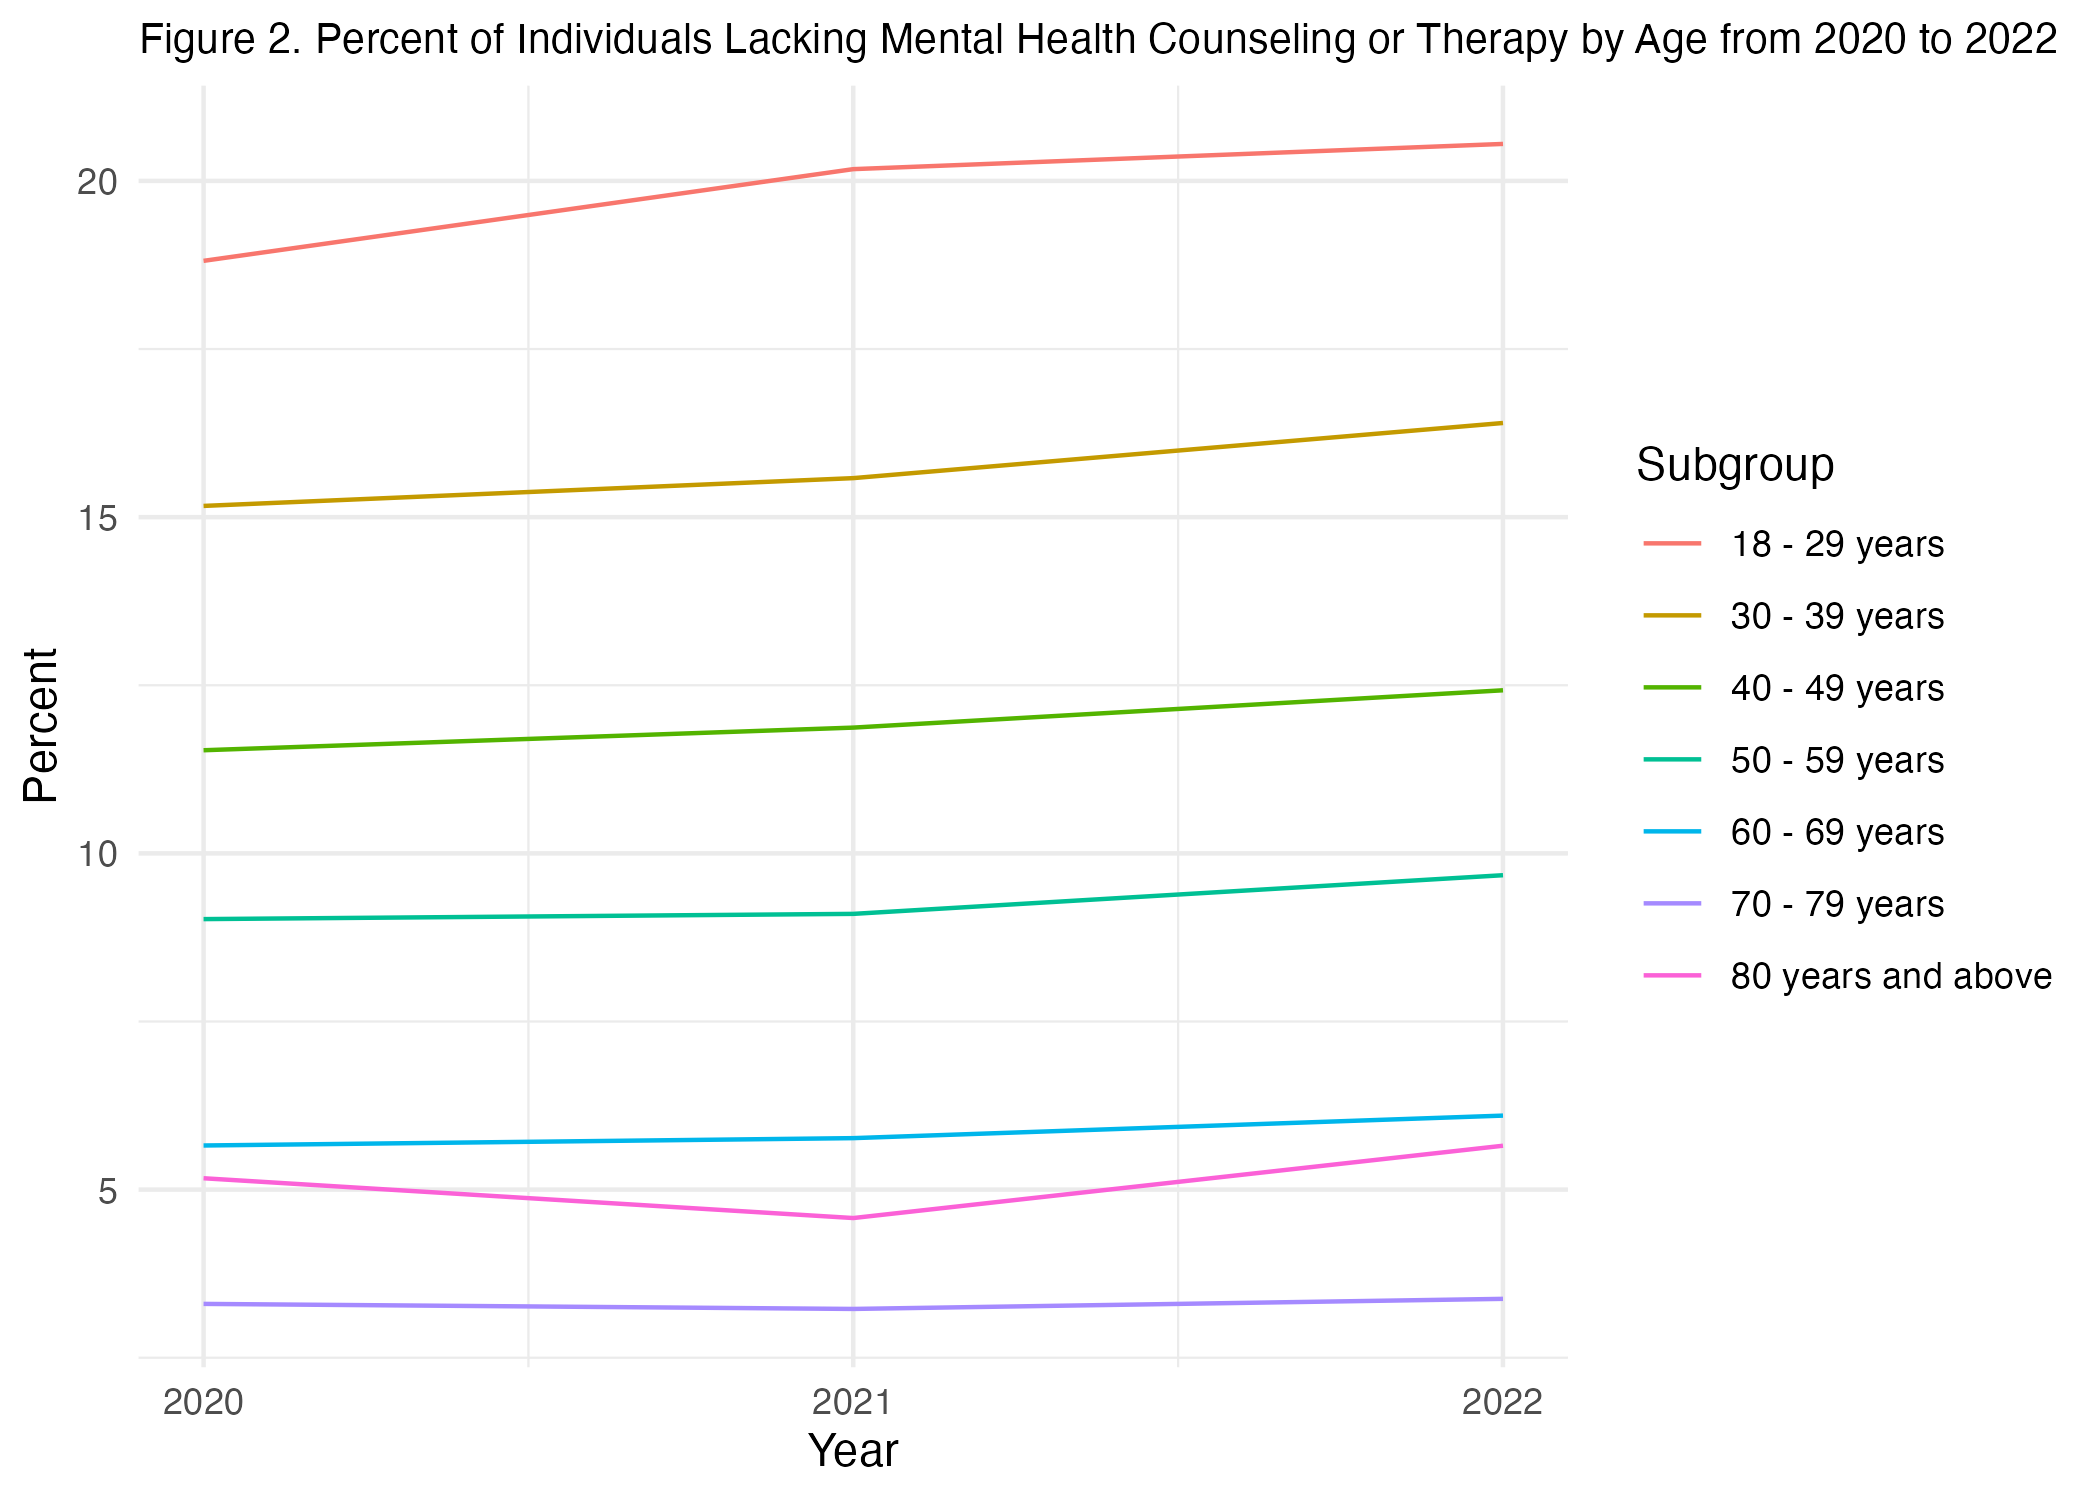 Figure 2. Percent of Individuals Lacking Mental Health Counseling or Therapy by Age from 2020 to 2022
20
15
10
5
Percent
2020
2021
2022
Year
Subgroup
18 - 29 years
30 - 39 years
40 - 49 years
50 - 59 years
60 - 69 years
70 - 79 years
80 years and above